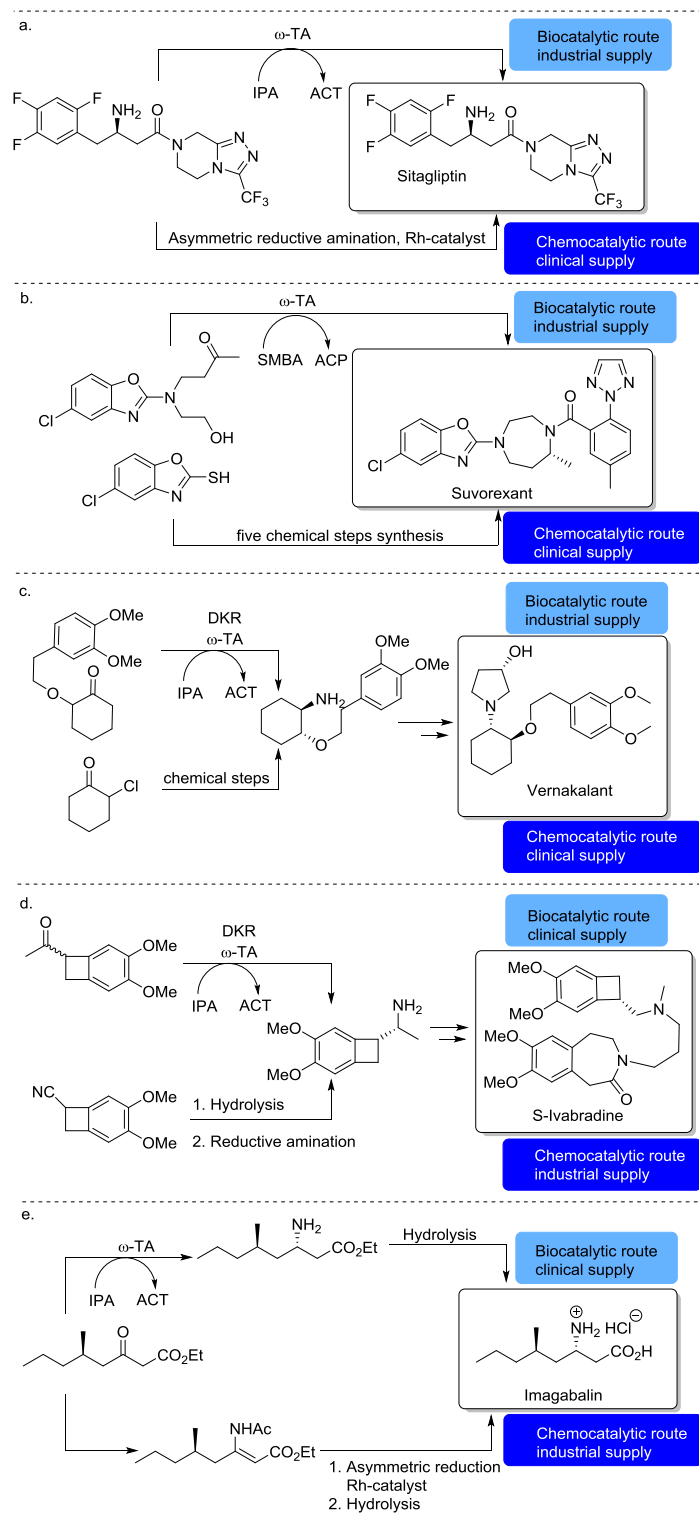 a.
ω-TA
Biocatalytic route
industrial supply
IPA
ACT
F
F
F
NH2
O
N
N
N
N
CF3
F
F
F
NH2
O
N
N
N
N
CF3
Sitagliptin
Asymmetric reductive amination, Rh-catalyst
Chemocatalytic route
clinical supply
b.
ω-TA
Biocatalytic route
industrial supply
SMBA
ACP
O
O
N
N
Cl
OH
O
SH
N
Cl
N
N
N
O
O
N
N
N
Cl
Suvorexant
five chemical steps synthesis
Chemocatalytic route
clinical supply
c.
Biocatalytic route
industrial supply
DKR
ω-TA
IPA
ACT
OMe
OMe
O
O
O
Cl
chemical steps
OMe
OMe
NH2
O
OH
N
O
O
O
Vernakalant
Chemocatalytic route
clinical supply
d.
Biocatalytic route
clinical supply
DKR
ω-TA
IPA
ACT
O
OMe
OMe
NC
OMe
OMe
1. Hydrolysis
2. Reductive amination
NH2
MeO
MeO
MeO
MeO
N
MeO
MeO
N
O
S-Ivabradine
Chemocatalytic route
industrial supply
e.
ω-TA
IPA
ACT
NH2
CO2Et
Hydrolysis
Biocatalytic route
clinical supply
O
CO2Et
⊕
NH2 HCl⊖
CO2H
Imagabalin
NHAc
CO2Et
1. Asymmetric reduction
Rh-catalyst
2. Hydrolysis
Chemocatalytic route
industrial supply